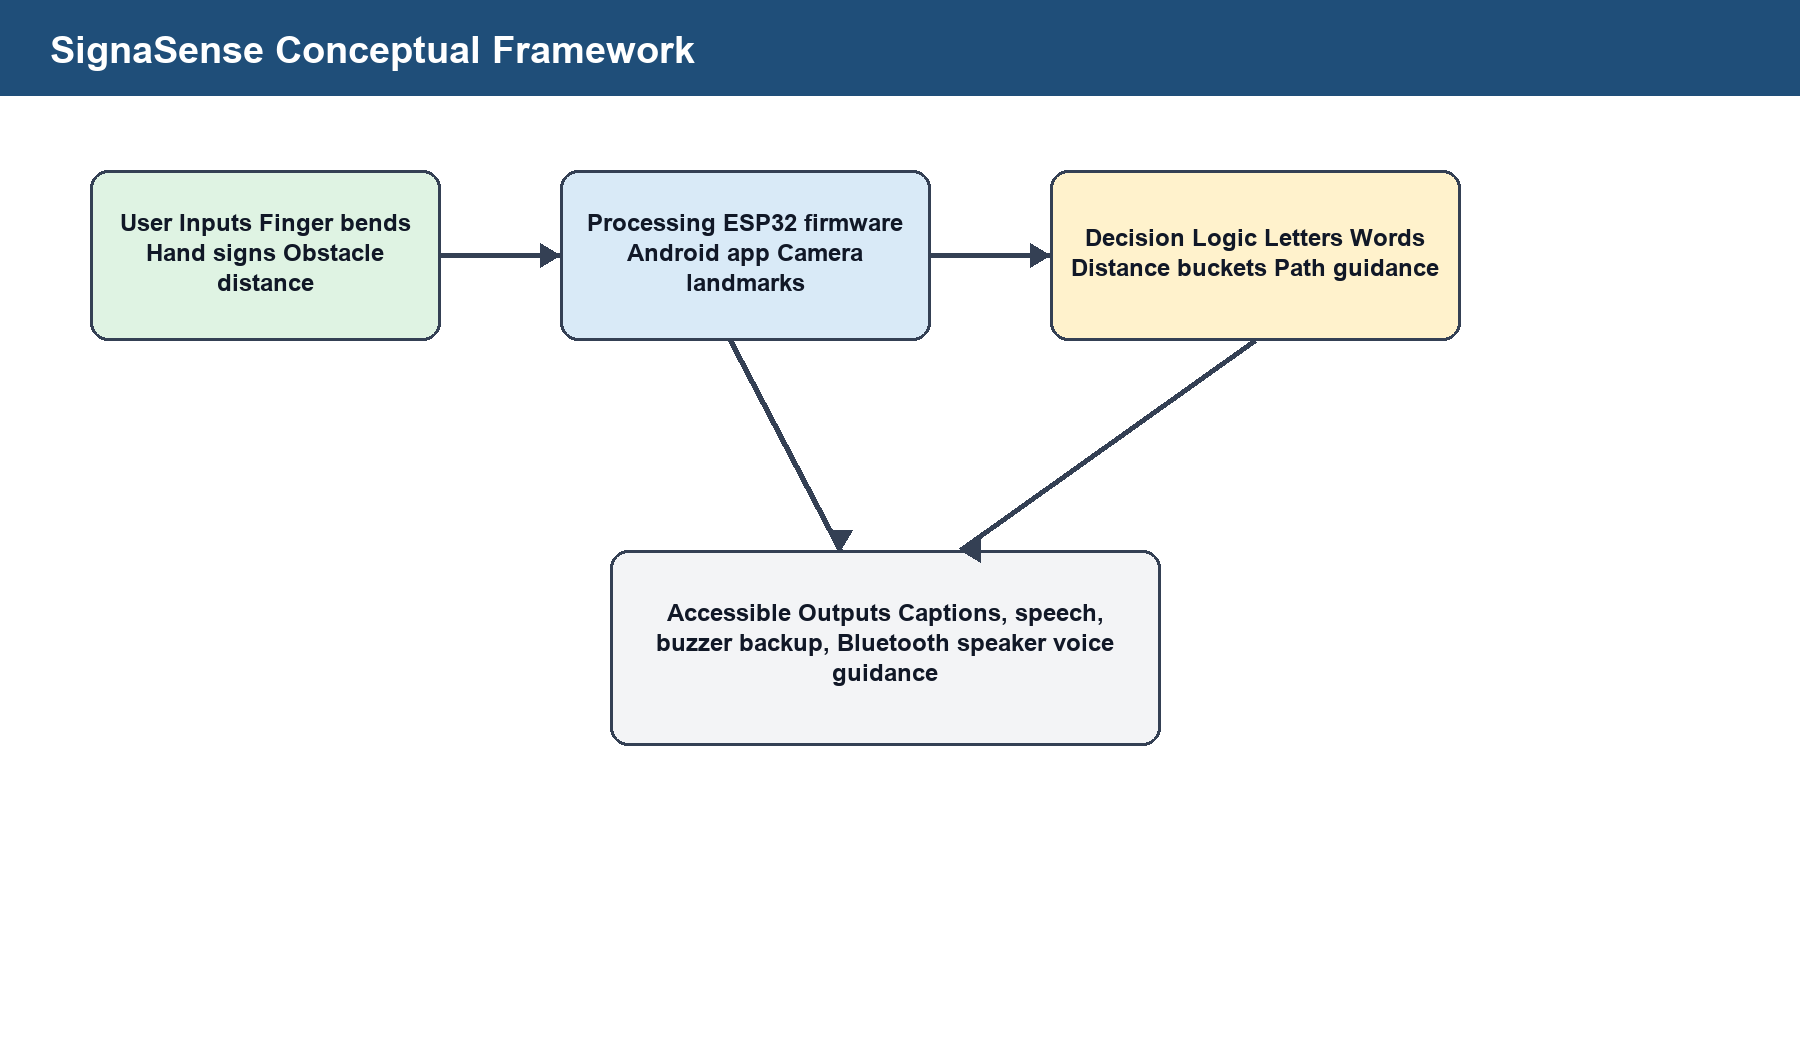 SignaSense Conceptual Framework
User Inputs Finger bends
Hand signs Obstacle
distance
Processing ESP32 firmware
Android app Camera
landmarks
Decision Logic Letters Words
Distance buckets Path guidance
Accessible Outputs Captions, speech,
buzzer backup, Bluetooth speaker voice
guidance